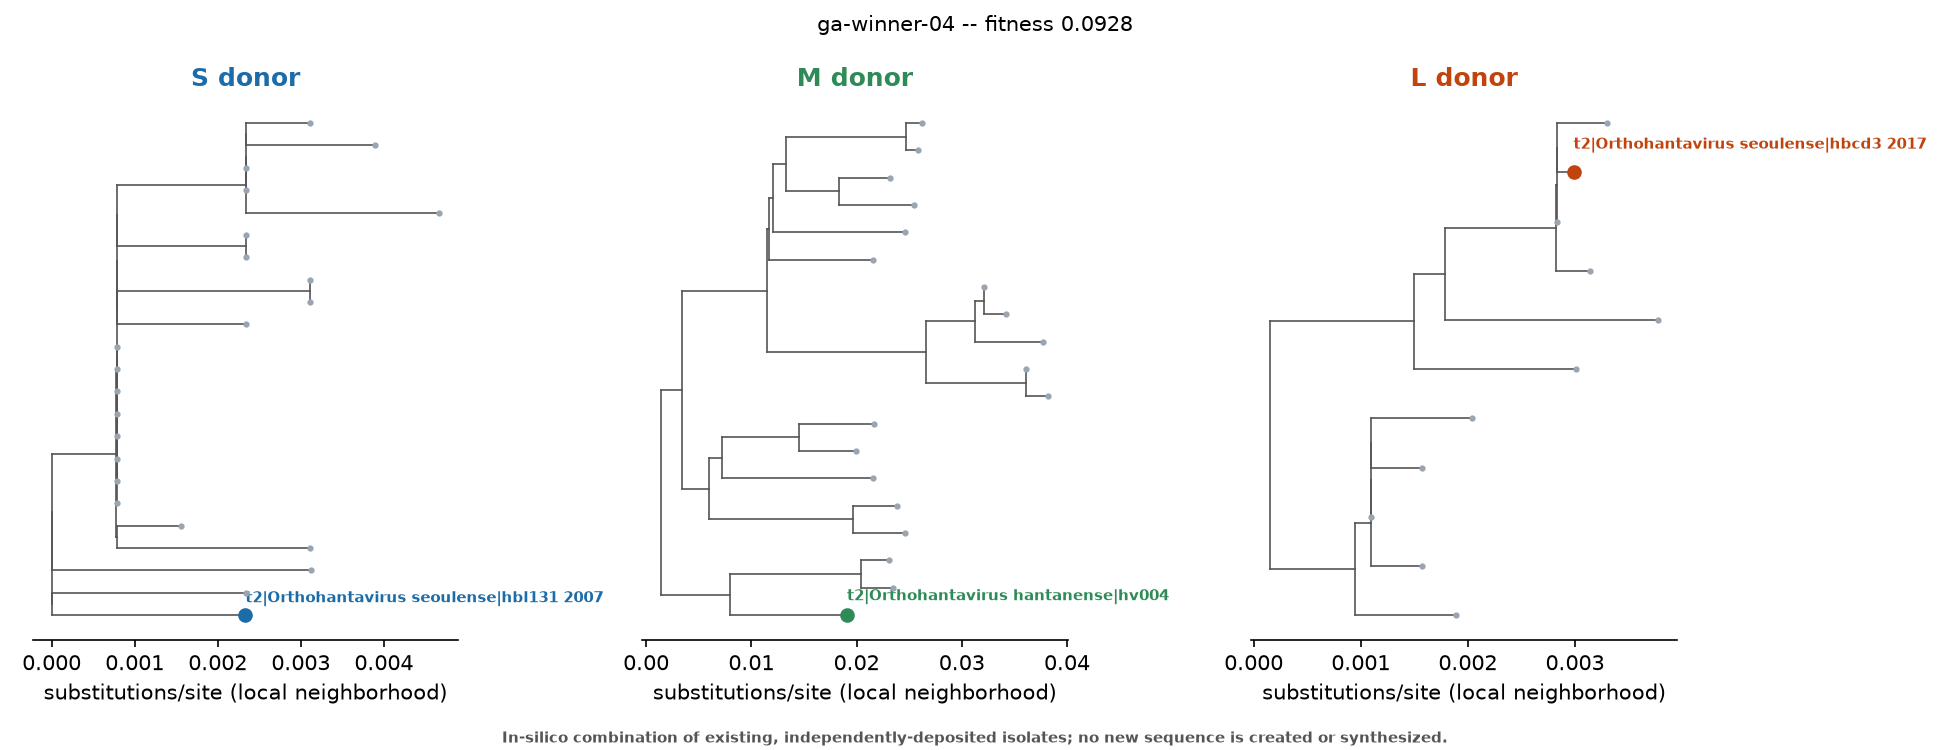 ga-winner-04 -- fitness 0.0928
S donor
M donor
L donor
t2|Orthohantavirus seoulense|hbcd3 2017
t2|Orthohantavirus seoulense|hbl131 2007
t2|Orthohantavirus hantanense|hv004
0.000 0.001 0.002 0.003 0.004
0.00 0.01 0.02 0.03 0.04
0.000 0.001 0.002 0.003
substitutions/site (local neighborhood)
substitutions/site (local neighborhood)
substitutions/site (local neighborhood)
In-silico combination of existing, independently-deposited isolates; no new sequence is created or synthesized.